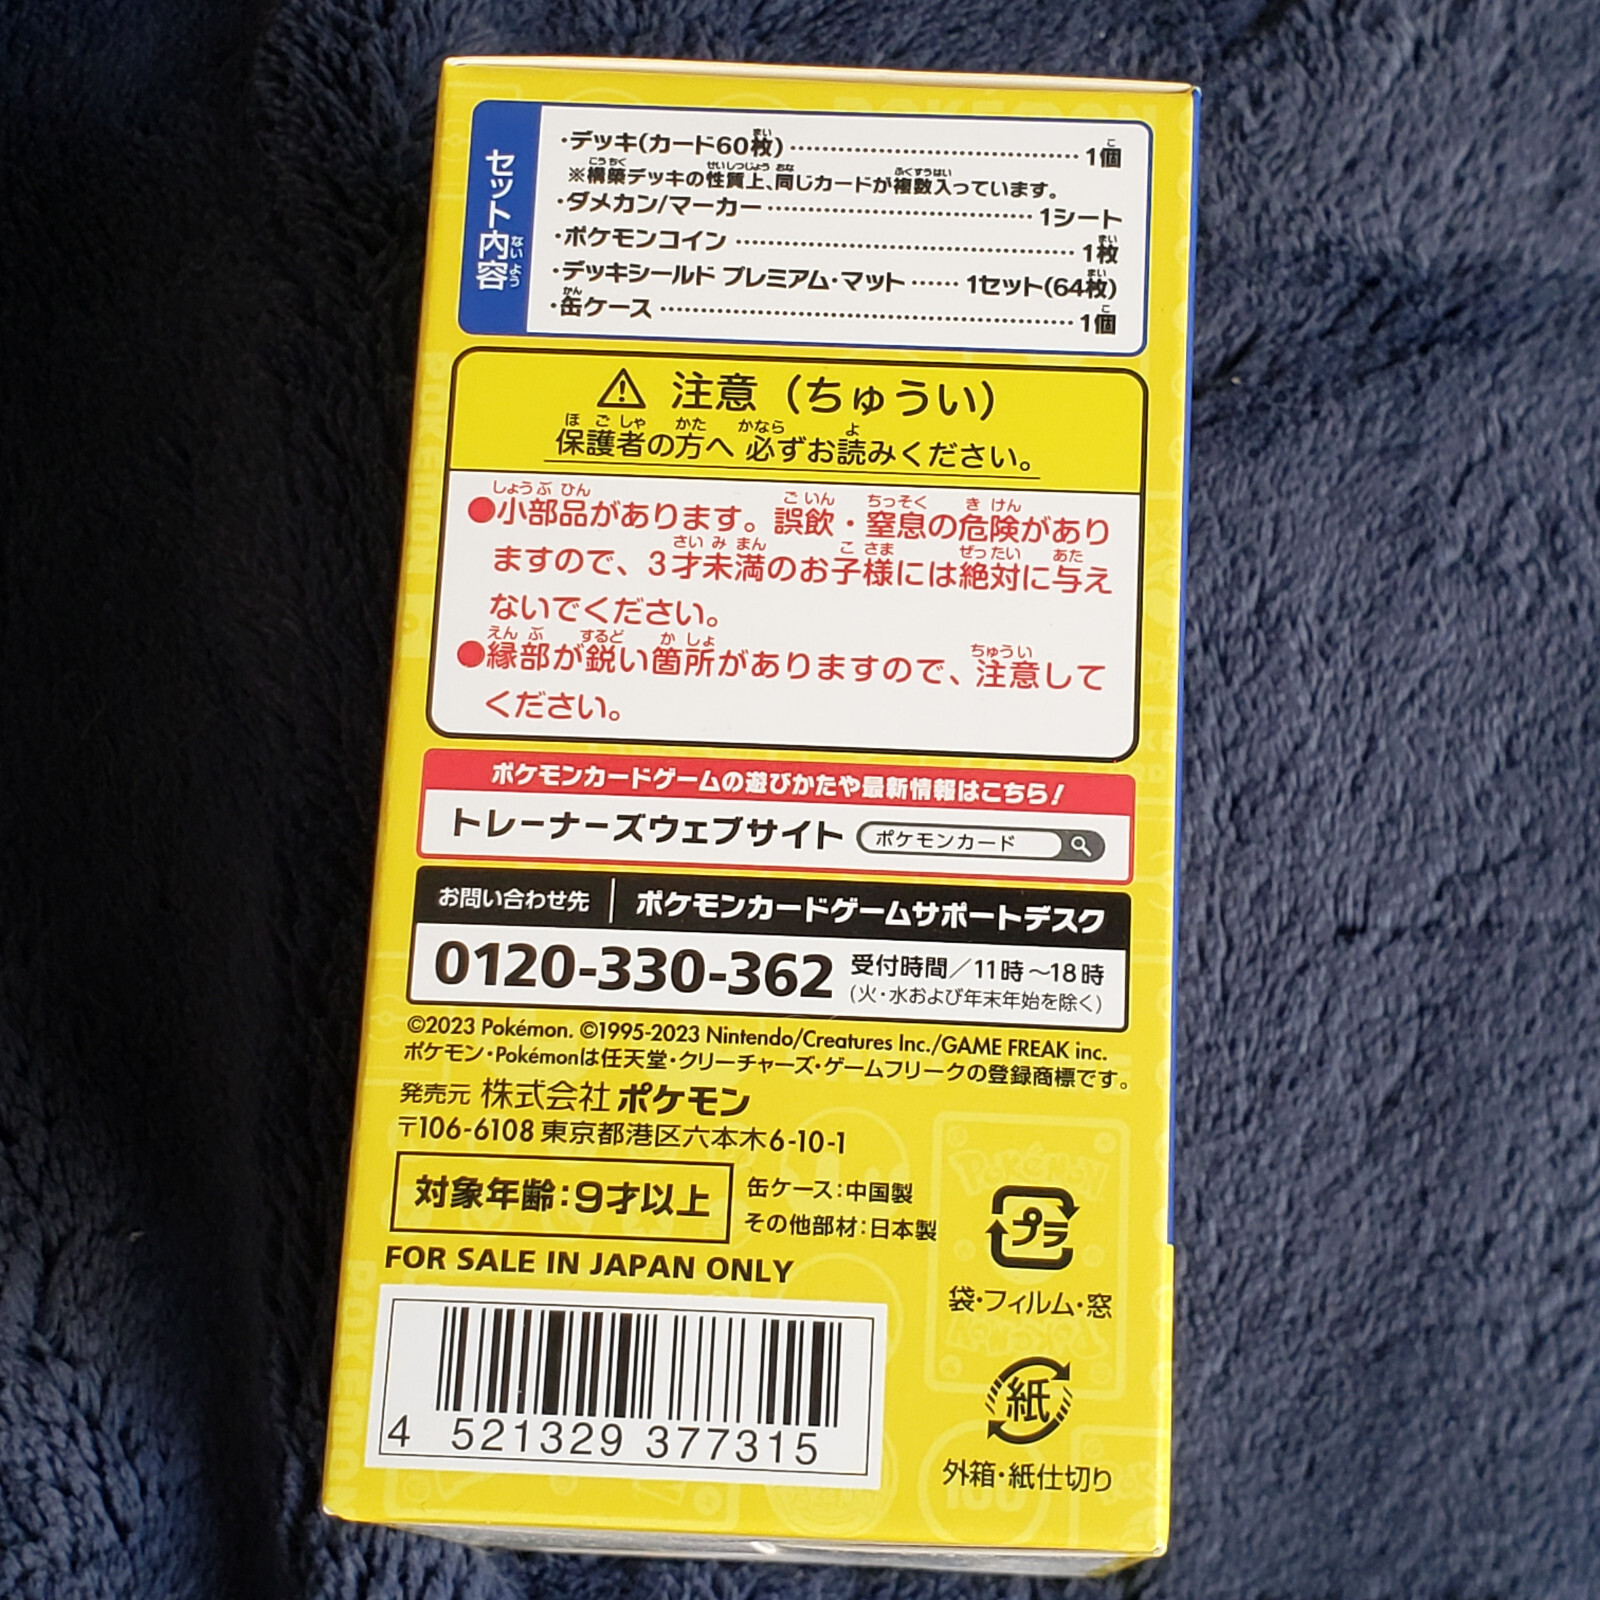 セット内容
ないよう
・デッキ(カード60枚) 1個
※構築デッキの性質上、同じカードが複数入っています。
・ダメカン/マーカー 1シート
・ポケモンコイン 1枚
・デッキシールド プレミアム・マット 1セット(64枚)
・缶ケース 1個
⚠ 注意（ちゅうい）
保護者の方へ 必ずお読みください。
●小部品があります。誤飲・窒息の危険があり
ますので、3才未満のお子様には絶対に与え
ないでください。
●縁部が鋭い箇所がありますので、注意して
ください。
ポケモンカードゲームの遊びかたや最新情報はこちら!
トレーナーズウェブサイト ポケモンカード
お問い合わせ先 ポケモンカードゲームサポートデスク
0120-330-362 受付時間／11時～18時
(火・水および年末年始を除く)
©2023 Pokémon. ©1995-2023 Nintendo/Creatures Inc./GAME FREAK inc.
ポケモン・Pokémonは任天堂・クリーチャーズ・ゲームフリークの登録商標です。
発売元 株式会社ポケモン
〒106-6108 東京都港区六本木6-10-1
対象年齢:9才以上
缶ケース:中国製
その他部材:日本製
FOR SALE IN JAPAN ONLY
プラ
袋・フィルム・窓
4 521329 377315
紙
外箱・紙仕切り